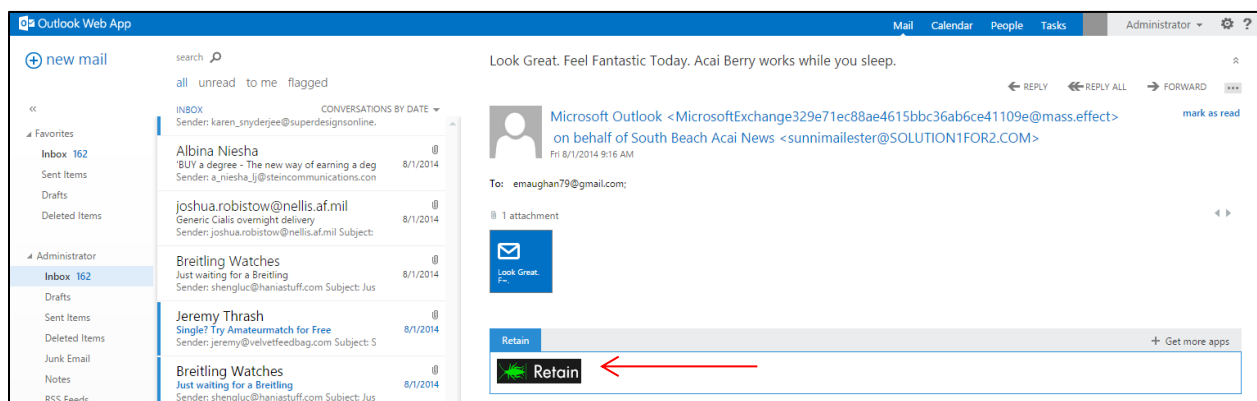 Outlook Web App
Mail Calendar People Tasks Administrator ?
new mail
search
all unread to me flagged
«
Favorites
Inbox 162
Sent Items
Drafts
Deleted Items
Administrator
Inbox 162
Drafts
Sent Items
Deleted Items
Junk Email
Notes
RSS Feeds
INBOX CONVERSATIONS BY DATE
Sender: karen_snyderjee@superdesignsonline.
Albina Niesha
'BUY a degree - The new way of earning a deg 8/1/2014
Sender: a_niesha_lj@steincommunications.con
joshua.robistow@nellis.af.mil
Generic Cialis overnight delivery 8/1/2014
Sender: joshua.robistow@nellis.af.mil Subject:
Breitling Watches
Just waiting for a Breitling 8/1/2014
Sender: shengluc@haniastuff.com Subject: Jus
Jeremy Thrash
Single? Try Amateurmatch for Free 8/1/2014
Sender: jeremy@velvetfeedbag.com Subject: S
Breitling Watches
Just waiting for a Breitling 8/1/2014
Sender: shengluc@haniastuff.com Subject: Jus
Look Great. Feel Fantastic Today. Acai Berry works while you sleep.
REPLY REPLY ALL FORWARD ...
Microsoft Outlook <MicrosoftExchange329e71ec88ae4615bbc36ab6ce41109e@mass.effect> mark as read
on behalf of South Beach Acai News <sunnimailester@SOLUTION1FOR2.COM>
Fri 8/1/2014 9:16 AM
To: emaughan79@gmail.com;
1 attachment
Look Great.
F~.
Retain + Get more apps
Retain